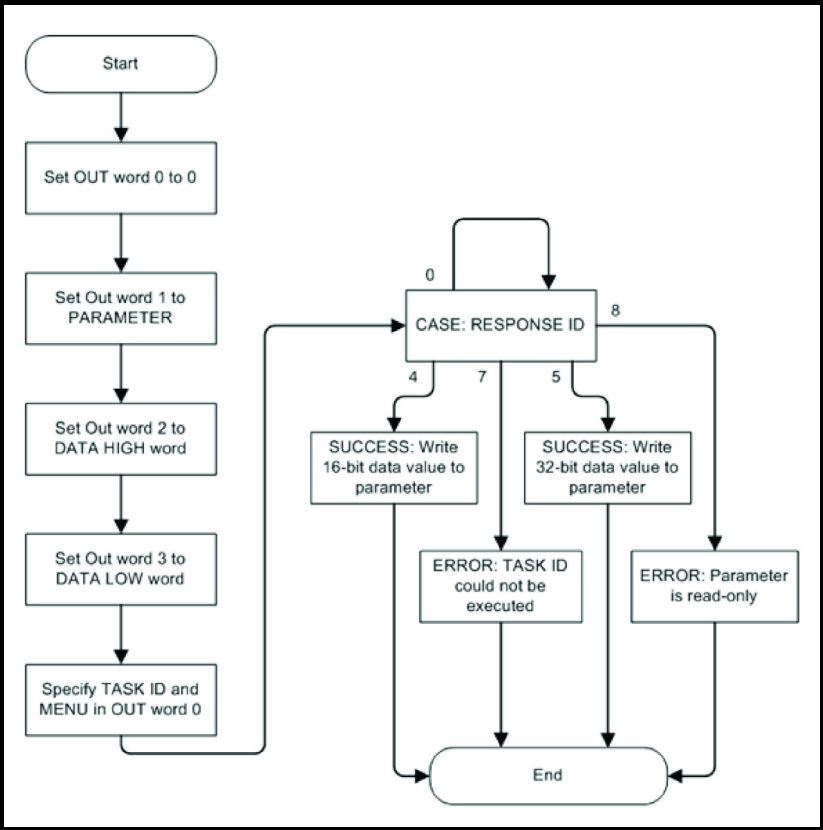 Start
Set OUT word 0 to 0
Set Out word 1 to
PARAMETER
Set Out word 2 to
DATA HIGH word
Set Out word 3 to
DATA LOW word
Specify TASK ID and
MENU in OUT word 0
0
CASE: RESPONSE ID
8
4
7
5
SUCCESS: Write
16-bit data value to
parameter
SUCCESS: Write
32-bit data value to
parameter
ERROR: TASK ID
could not be
executed
ERROR: Parameter
is read-only
End